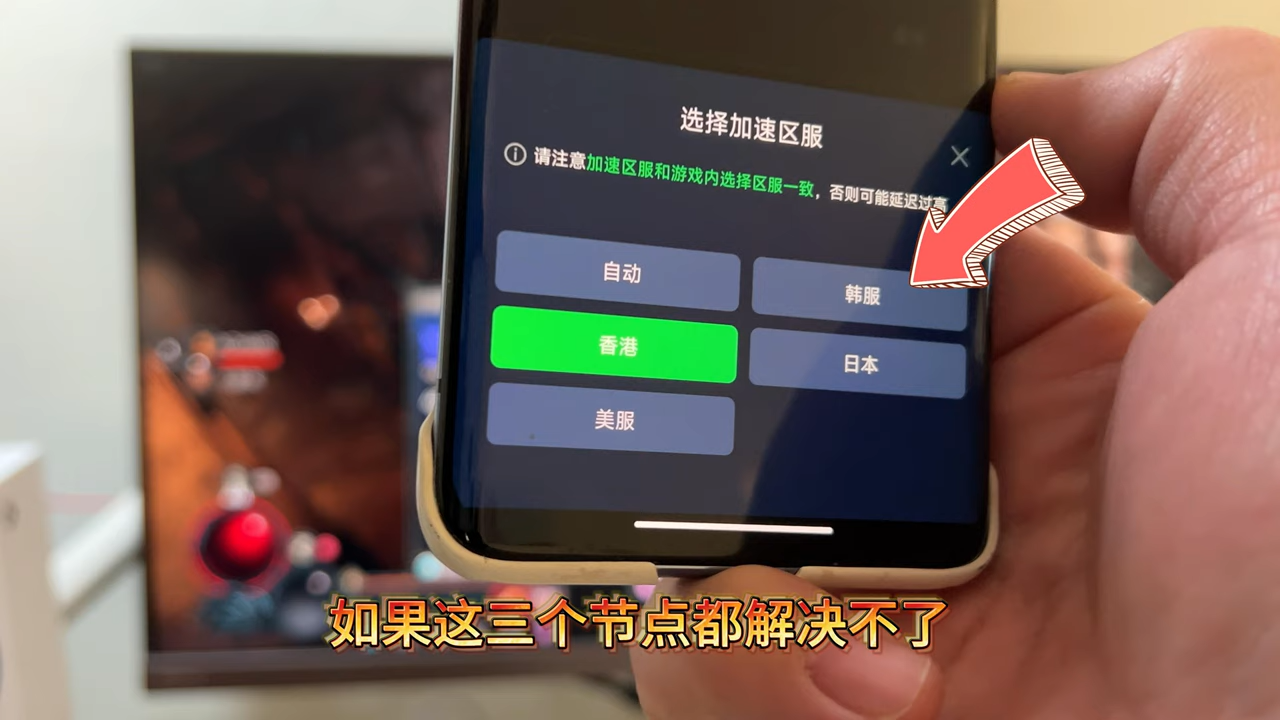 选择加速区服
请注意加速区服和游戏内选择区服一致，否则可能延迟过高
自动
韩服
香港
日本
美服
如果这三个节点都解决不了